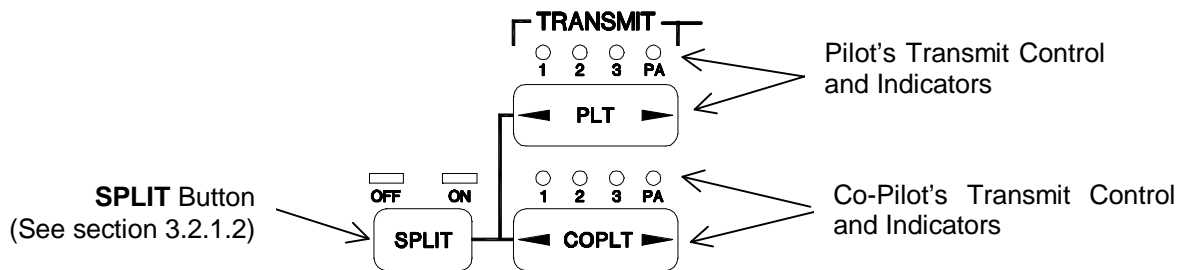 TRANSMIT
1 2 3 PA
PLT
Pilot's Transmit Control
and Indicators
OFF ON
SPLIT
SPLIT Button
(See section 3.2.1.2)
1 2 3 PA
COPLT
Co-Pilot's Transmit Control
and Indicators